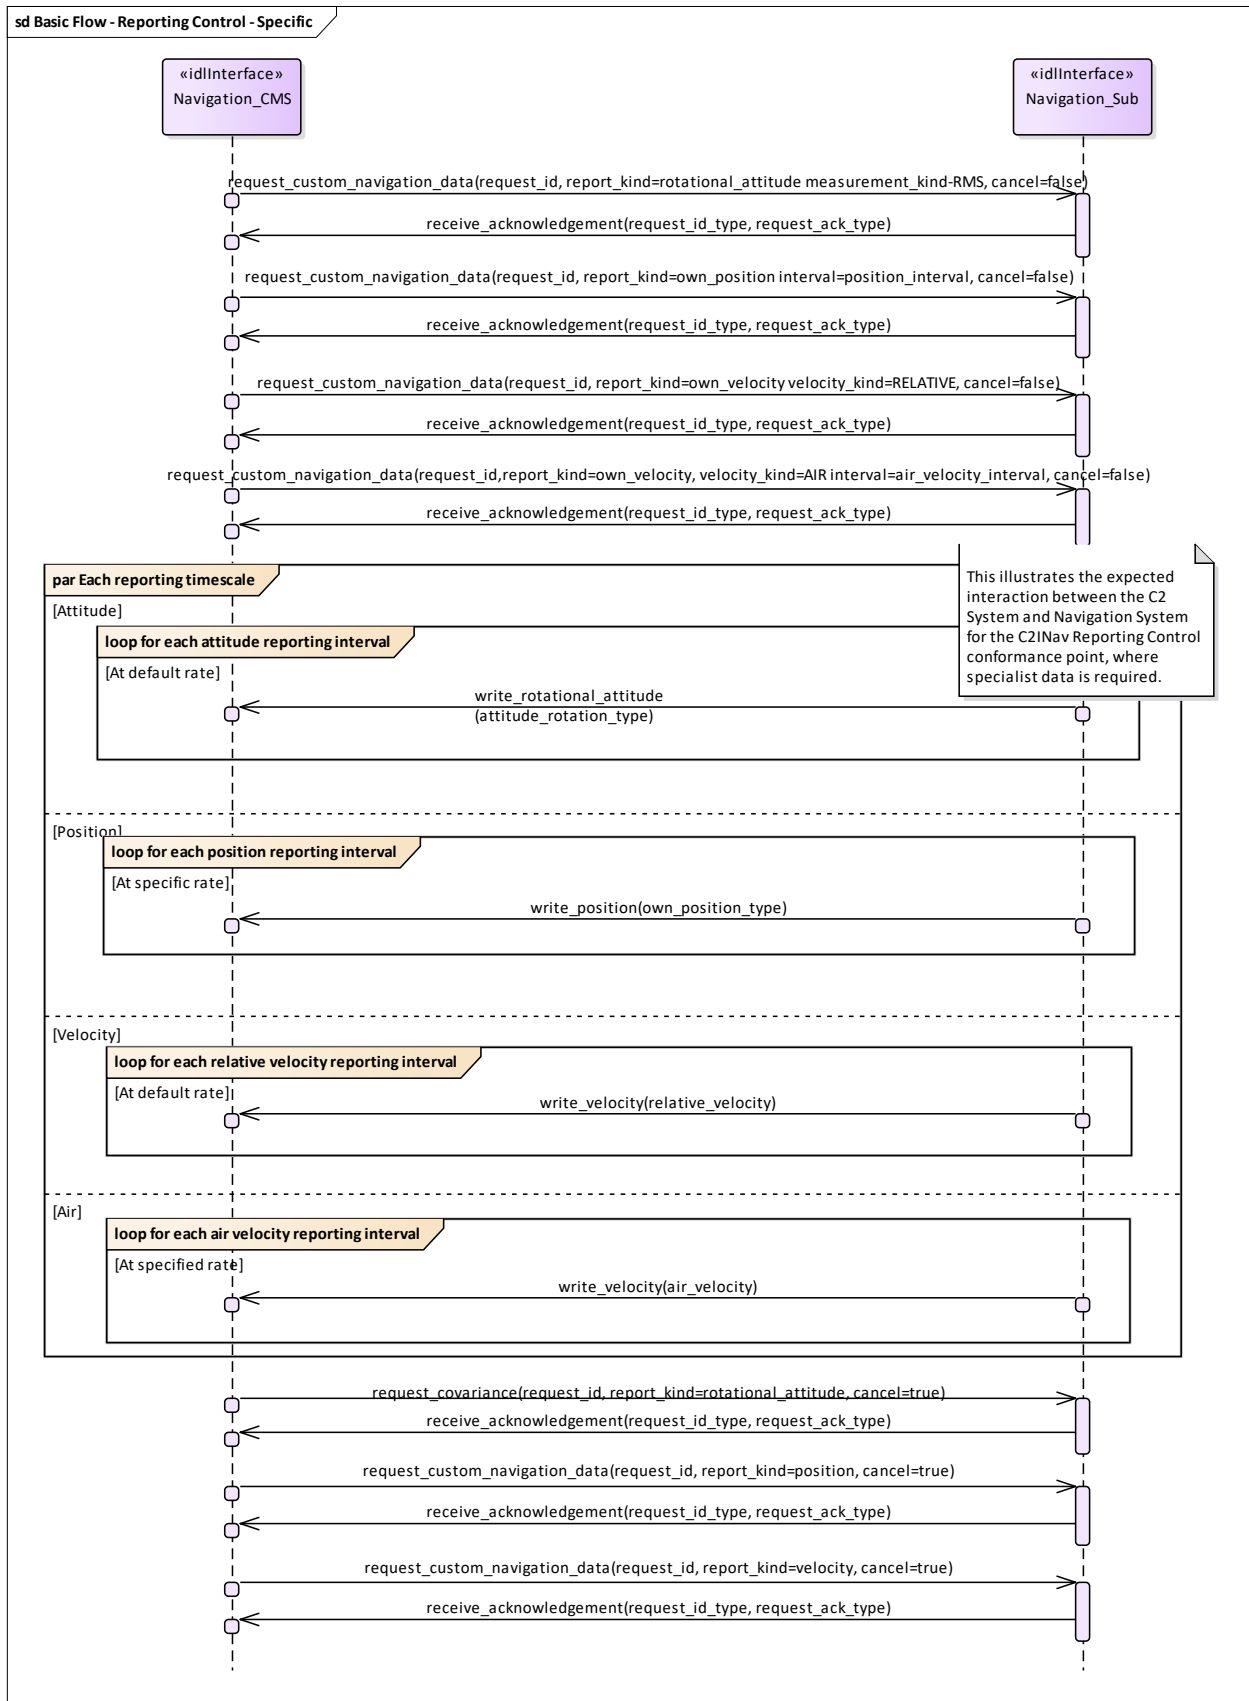 sd Basic Flow - Reporting Control - Specific
«idlInterface»
Navigation_CMS
«idlInterface»
Navigation_Sub
request_custom_navigation_data(request_id, report_kind=rotational_attitude measurement_kind-RMS, cancel=false)
receive_acknowledgement(request_id_type, request_ack_type)
request_custom_navigation_data(request_id, report_kind=own_position interval=position_interval, cancel=false)
receive_acknowledgement(request_id_type, request_ack_type)
request_custom_navigation_data(request_id, report_kind=own_velocity velocity_kind=RELATIVE, cancel=false)
receive_acknowledgement(request_id_type, request_ack_type)
request_custom_navigation_data(request_id,report_kind=own_velocity, velocity_kind=AIR interval=air_velocity_interval, cancel=false)
receive_acknowledgement(request_id_type, request_ack_type)
This illustrates the expected
interaction between the C2
System and Navigation System
for the C2INav Reporting Control
conformance point, where
specialist data is required.
par Each reporting timescale
[Attitude]
loop for each attitude reporting interval
[At default rate]
write_rotational_attitude
(attitude_rotation_type)
[Position]
loop for each position reporting interval
[At specific rate]
write_position(own_position_type)
[Velocity]
loop for each relative velocity reporting interval
[At default rate]
write_velocity(relative_velocity)
[Air]
loop for each air velocity reporting interval
[At specified rate]
write_velocity(air_velocity)
request_covariance(request_id, report_kind=rotational_attitude, cancel=true)
receive_acknowledgement(request_id_type, request_ack_type)
request_custom_navigation_data(request_id, report_kind=position, cancel=true)
receive_acknowledgement(request_id_type, request_ack_type)
request_custom_navigation_data(request_id, report_kind=velocity, cancel=true)
receive_acknowledgement(request_id_type, request_ack_type)